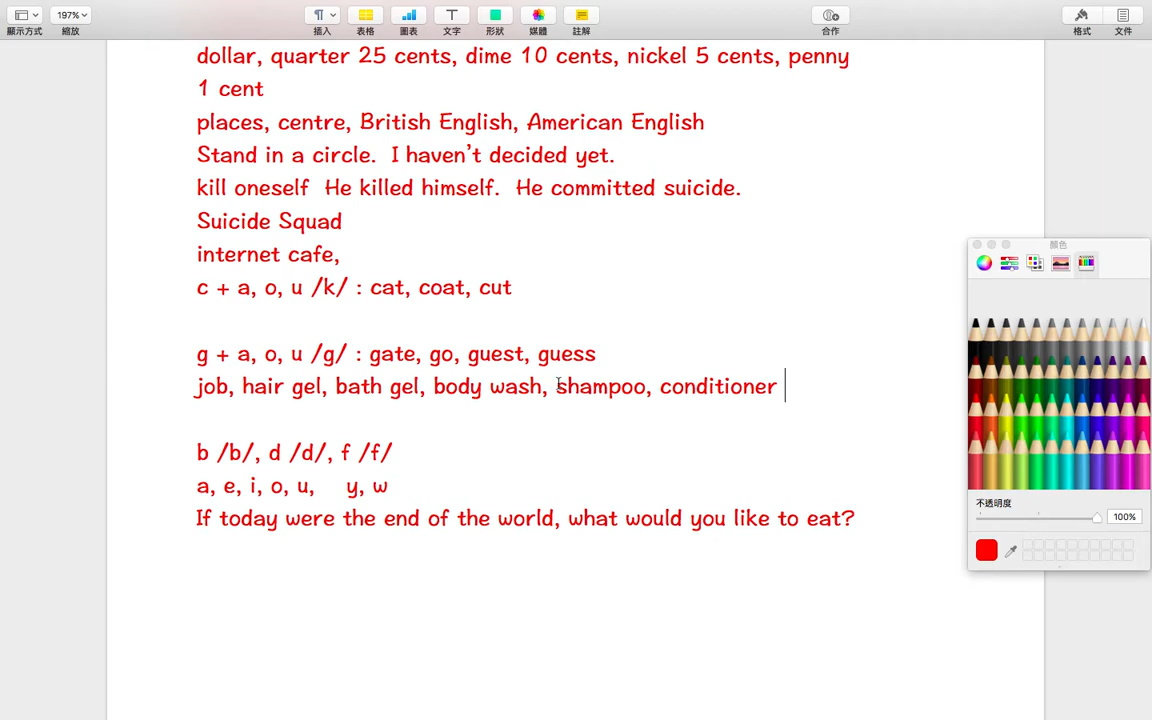 197%
顯示方式 縮放 插入 表格 圖表 文字 形狀 媒體 註解 合作 格式 文件
dollar, quarter 25 cents, dime 10 cents, nickel 5 cents, penny
1 cent
places, centre, British English, American English
Stand in a circle. I haven't decided yet.
kill oneself He killed himself. He committed suicide.
Suicide Squad
internet cafe,
c + a, o, u /k/ : cat, coat, cut
g + a, o, u /g/ : gate, go, guest, guess
job, hair gel, bath gel, body wash, shampoo, conditioner
b /b/, d /d/, f /f/
a, e, i, o, u, y, w
If today were the end of the world, what would you like to eat?
顏色
不透明度
100%